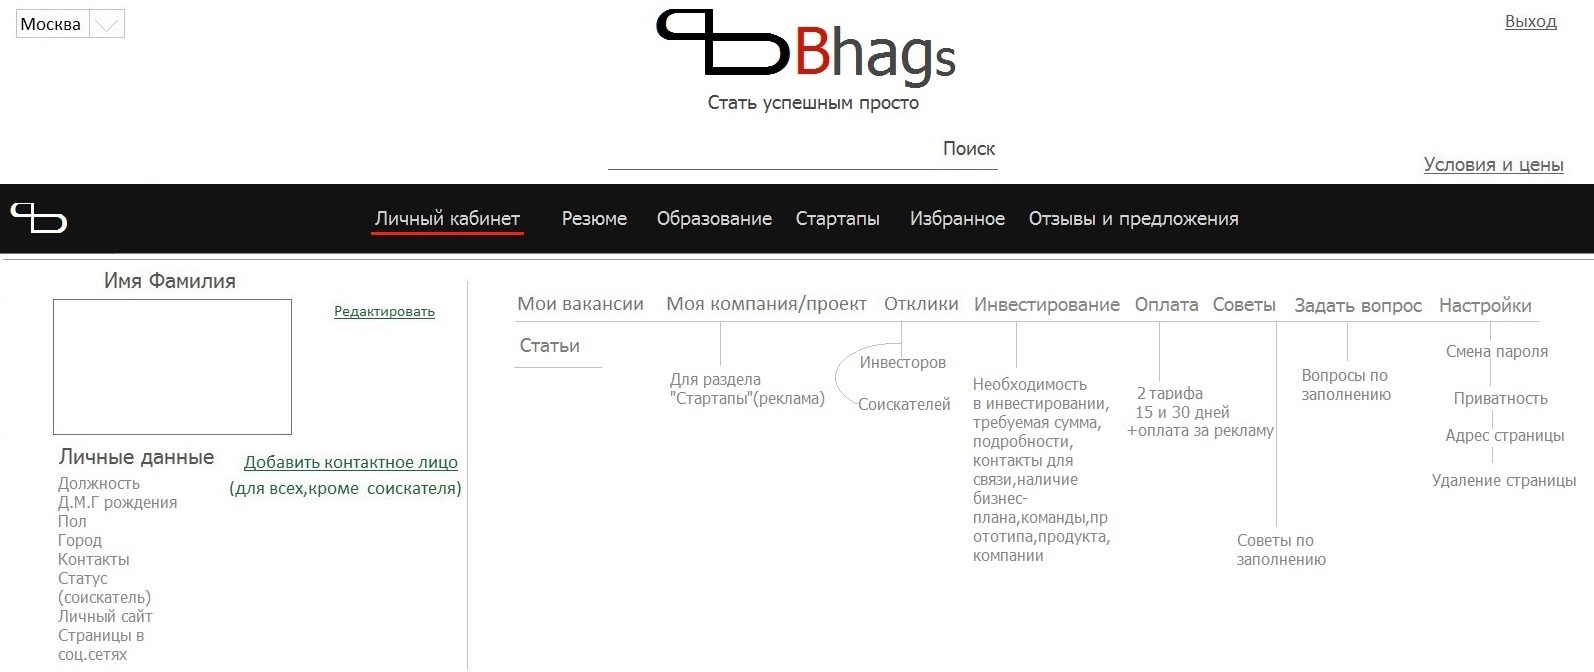 Москва
Выход
Bhags
Стать успешным просто
Поиск
Условия и цены
Личный кабинет Резюме Образование Стартапы Избранное Отзывы и предложения
Имя Фамилия
Редактировать
Личные данные
Добавить контактное лицо
(для всех,кроме соискателя)
Должность
Д.М.Г рождения
Пол
Город
Контакты
Статус
(соискатель)
Личный сайт
Страницы в
соц.сетях
Мои вакансии Моя компания/проект Отклики Инвестирование Оплата Советы Задать вопрос Настройки
Статьи
Для раздела
"Стартапы"(реклама)
Инвесторов
Соискателей
Необходимость
в инвестировании,
требуемая сумма,
подробности,
контакты для
связи,наличие
бизнес-
плана,команды,пр
ототипа,продукта,
компании
2 тарифа
15 и 30 дней
+оплата за рекламу
Советы по
заполнению
Вопросы по
заполнению
Смена пароля
Приватность
Адрес страницы
Удаление страницы